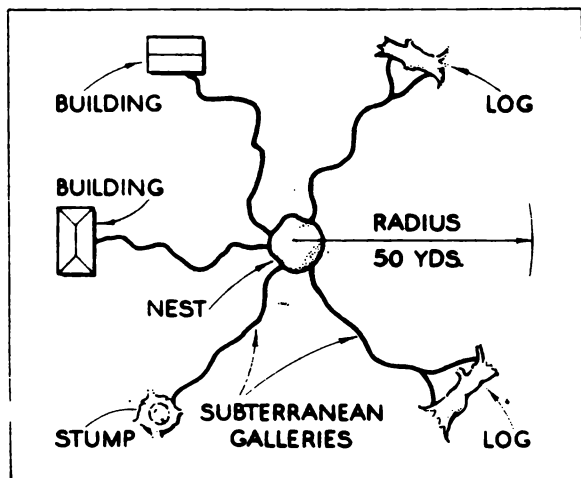 BUILDING
LOG
BUILDING
RADIUS
50 YDS.
NEST
SUBTERRANEAN
GALLERIES
STUMP
LOG